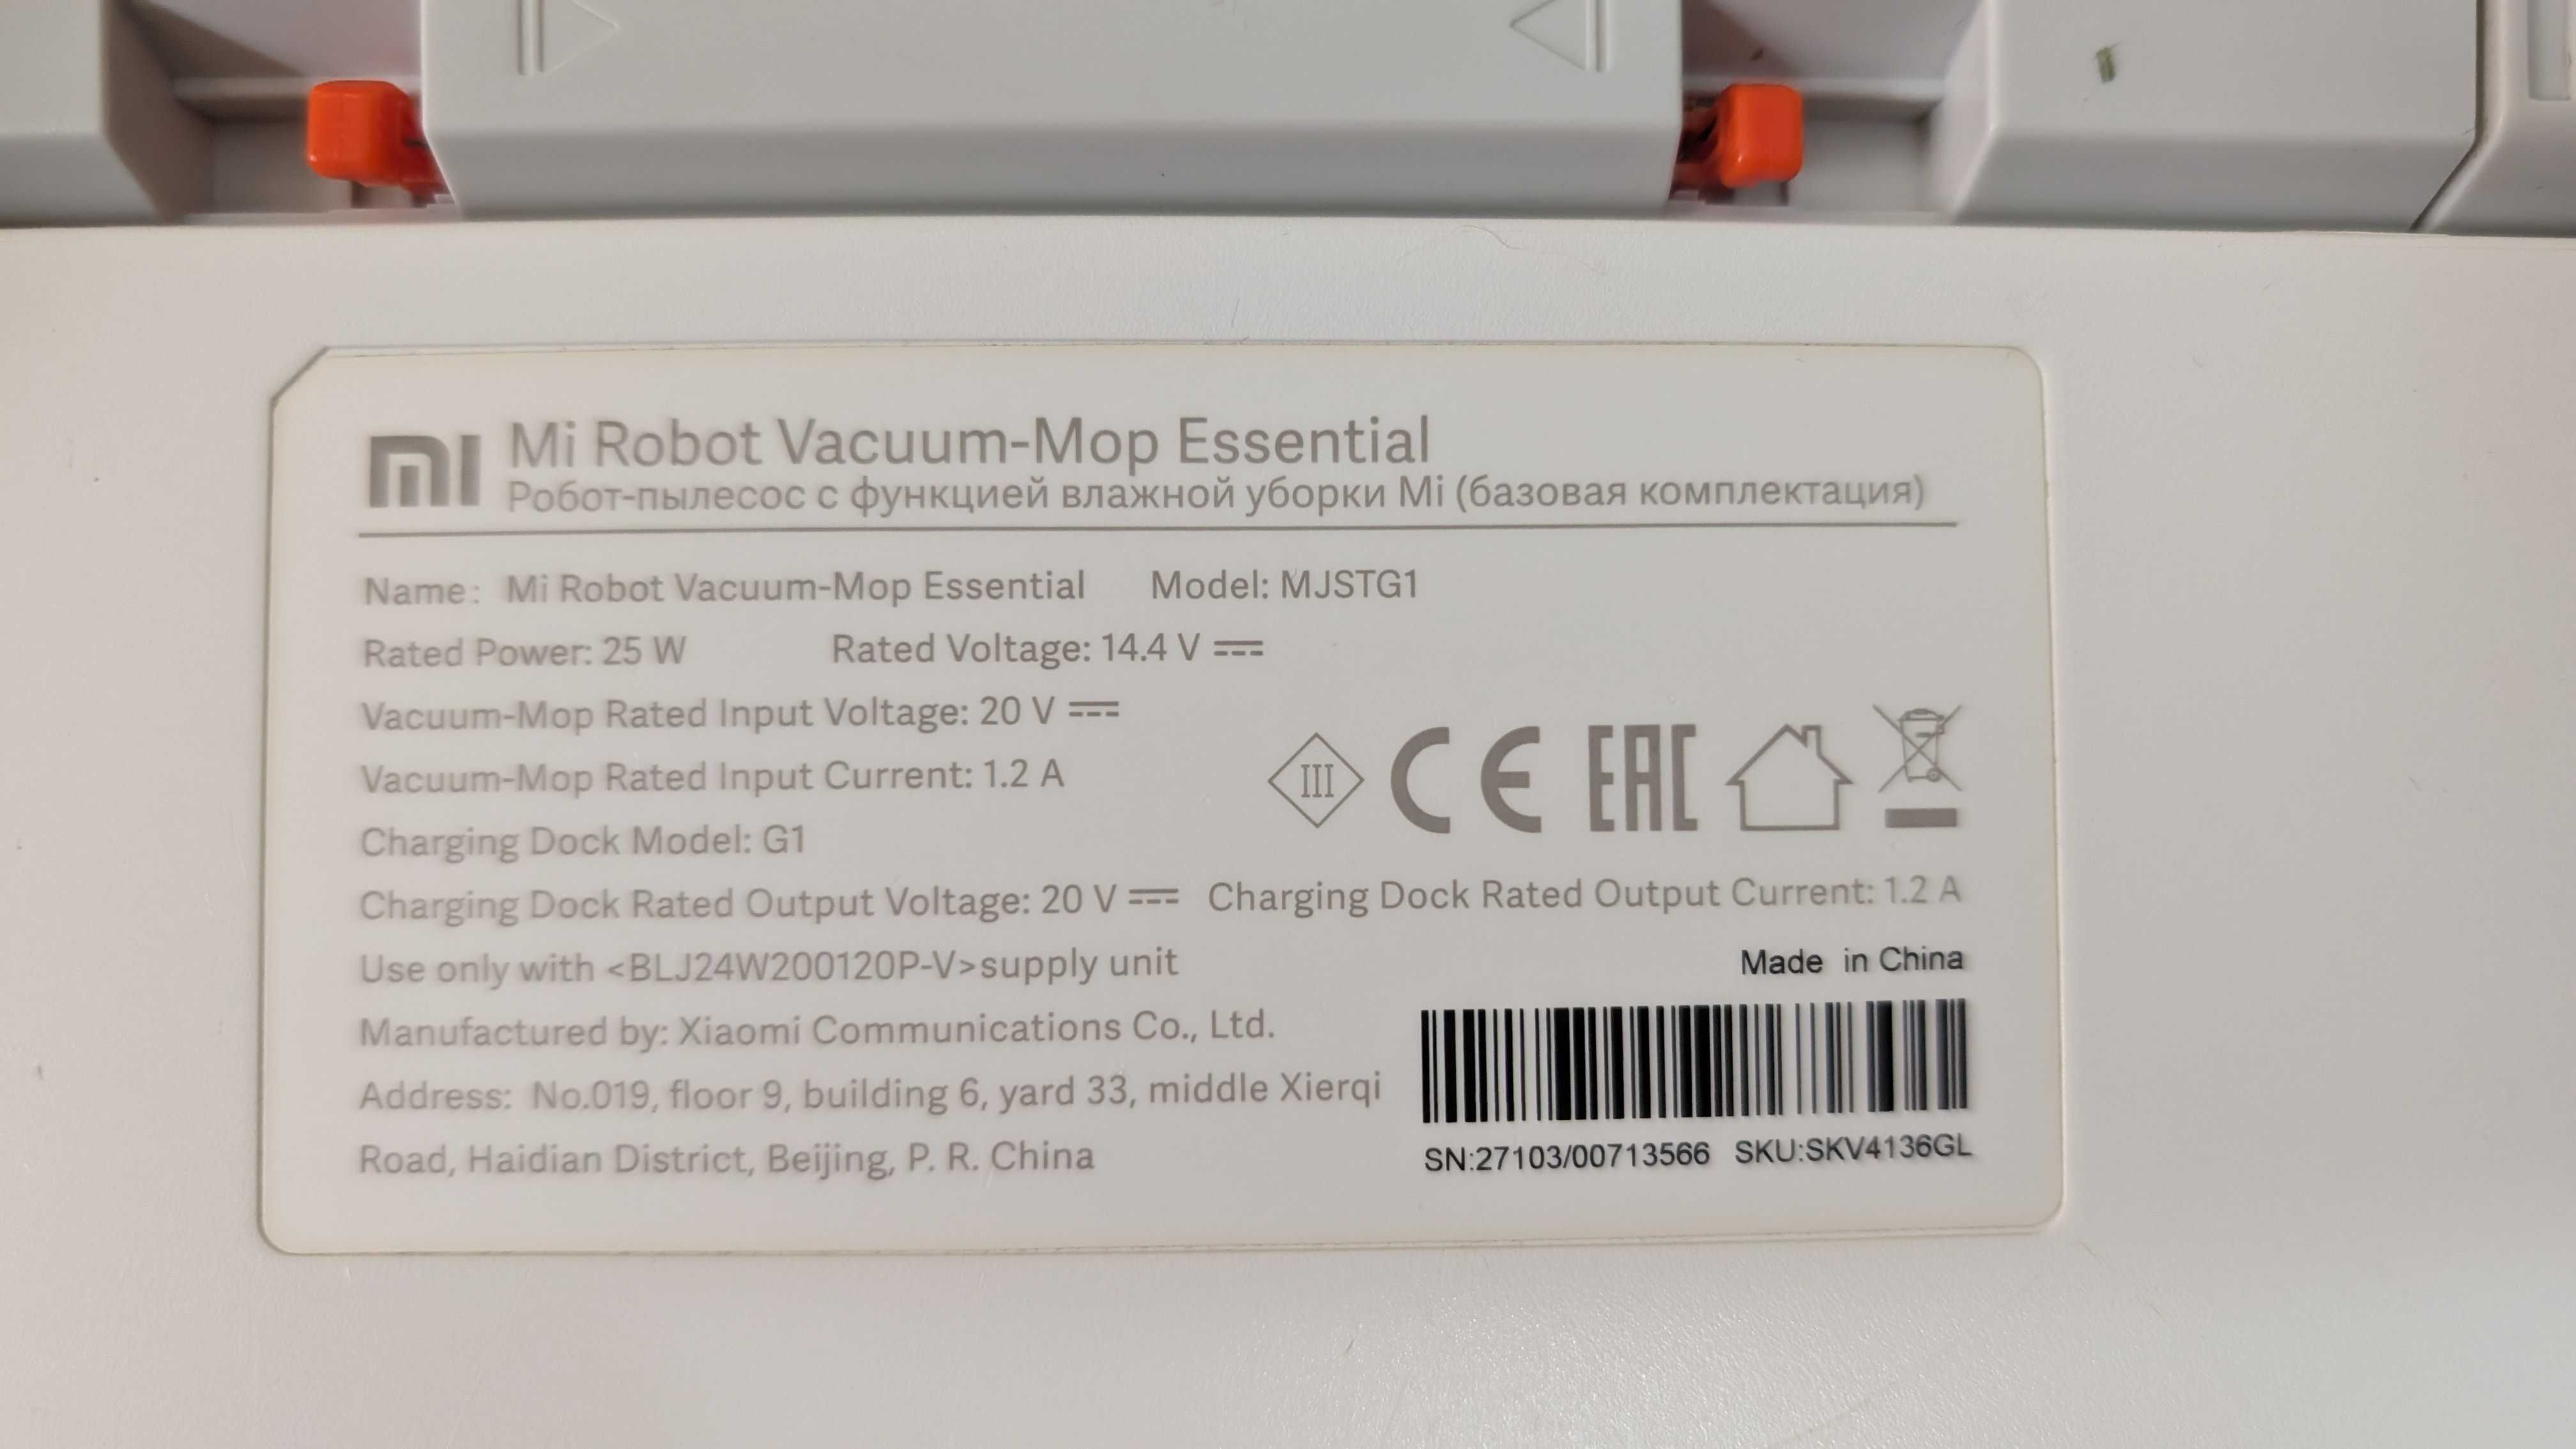 mi Mi Robot Vacuum-Mop Essential
Робот-пылесос с функцией влажной уборки Mi (базовая комплектация)
Name: Mi Robot Vacuum-Mop Essential Model: MJSTG1
Rated Power: 25 W Rated Voltage: 14.4 V ⎓
Vacuum-Mop Rated Input Voltage: 20 V ⎓
Vacuum-Mop Rated Input Current: 1.2 A
III CE EAC
Charging Dock Model: G1
Charging Dock Rated Output Voltage: 20 V ⎓ Charging Dock Rated Output Current: 1.2 A
Use only with <BLJ24W200120P-V>supply unit
Made in China
Manufactured by: Xiaomi Communications Co., Ltd.
Address: No.019, floor 9, building 6, yard 33, middle Xierqi
Road, Haidian District, Beijing, P. R. China
SN:27103/00713566 SKU:SKV4136GL